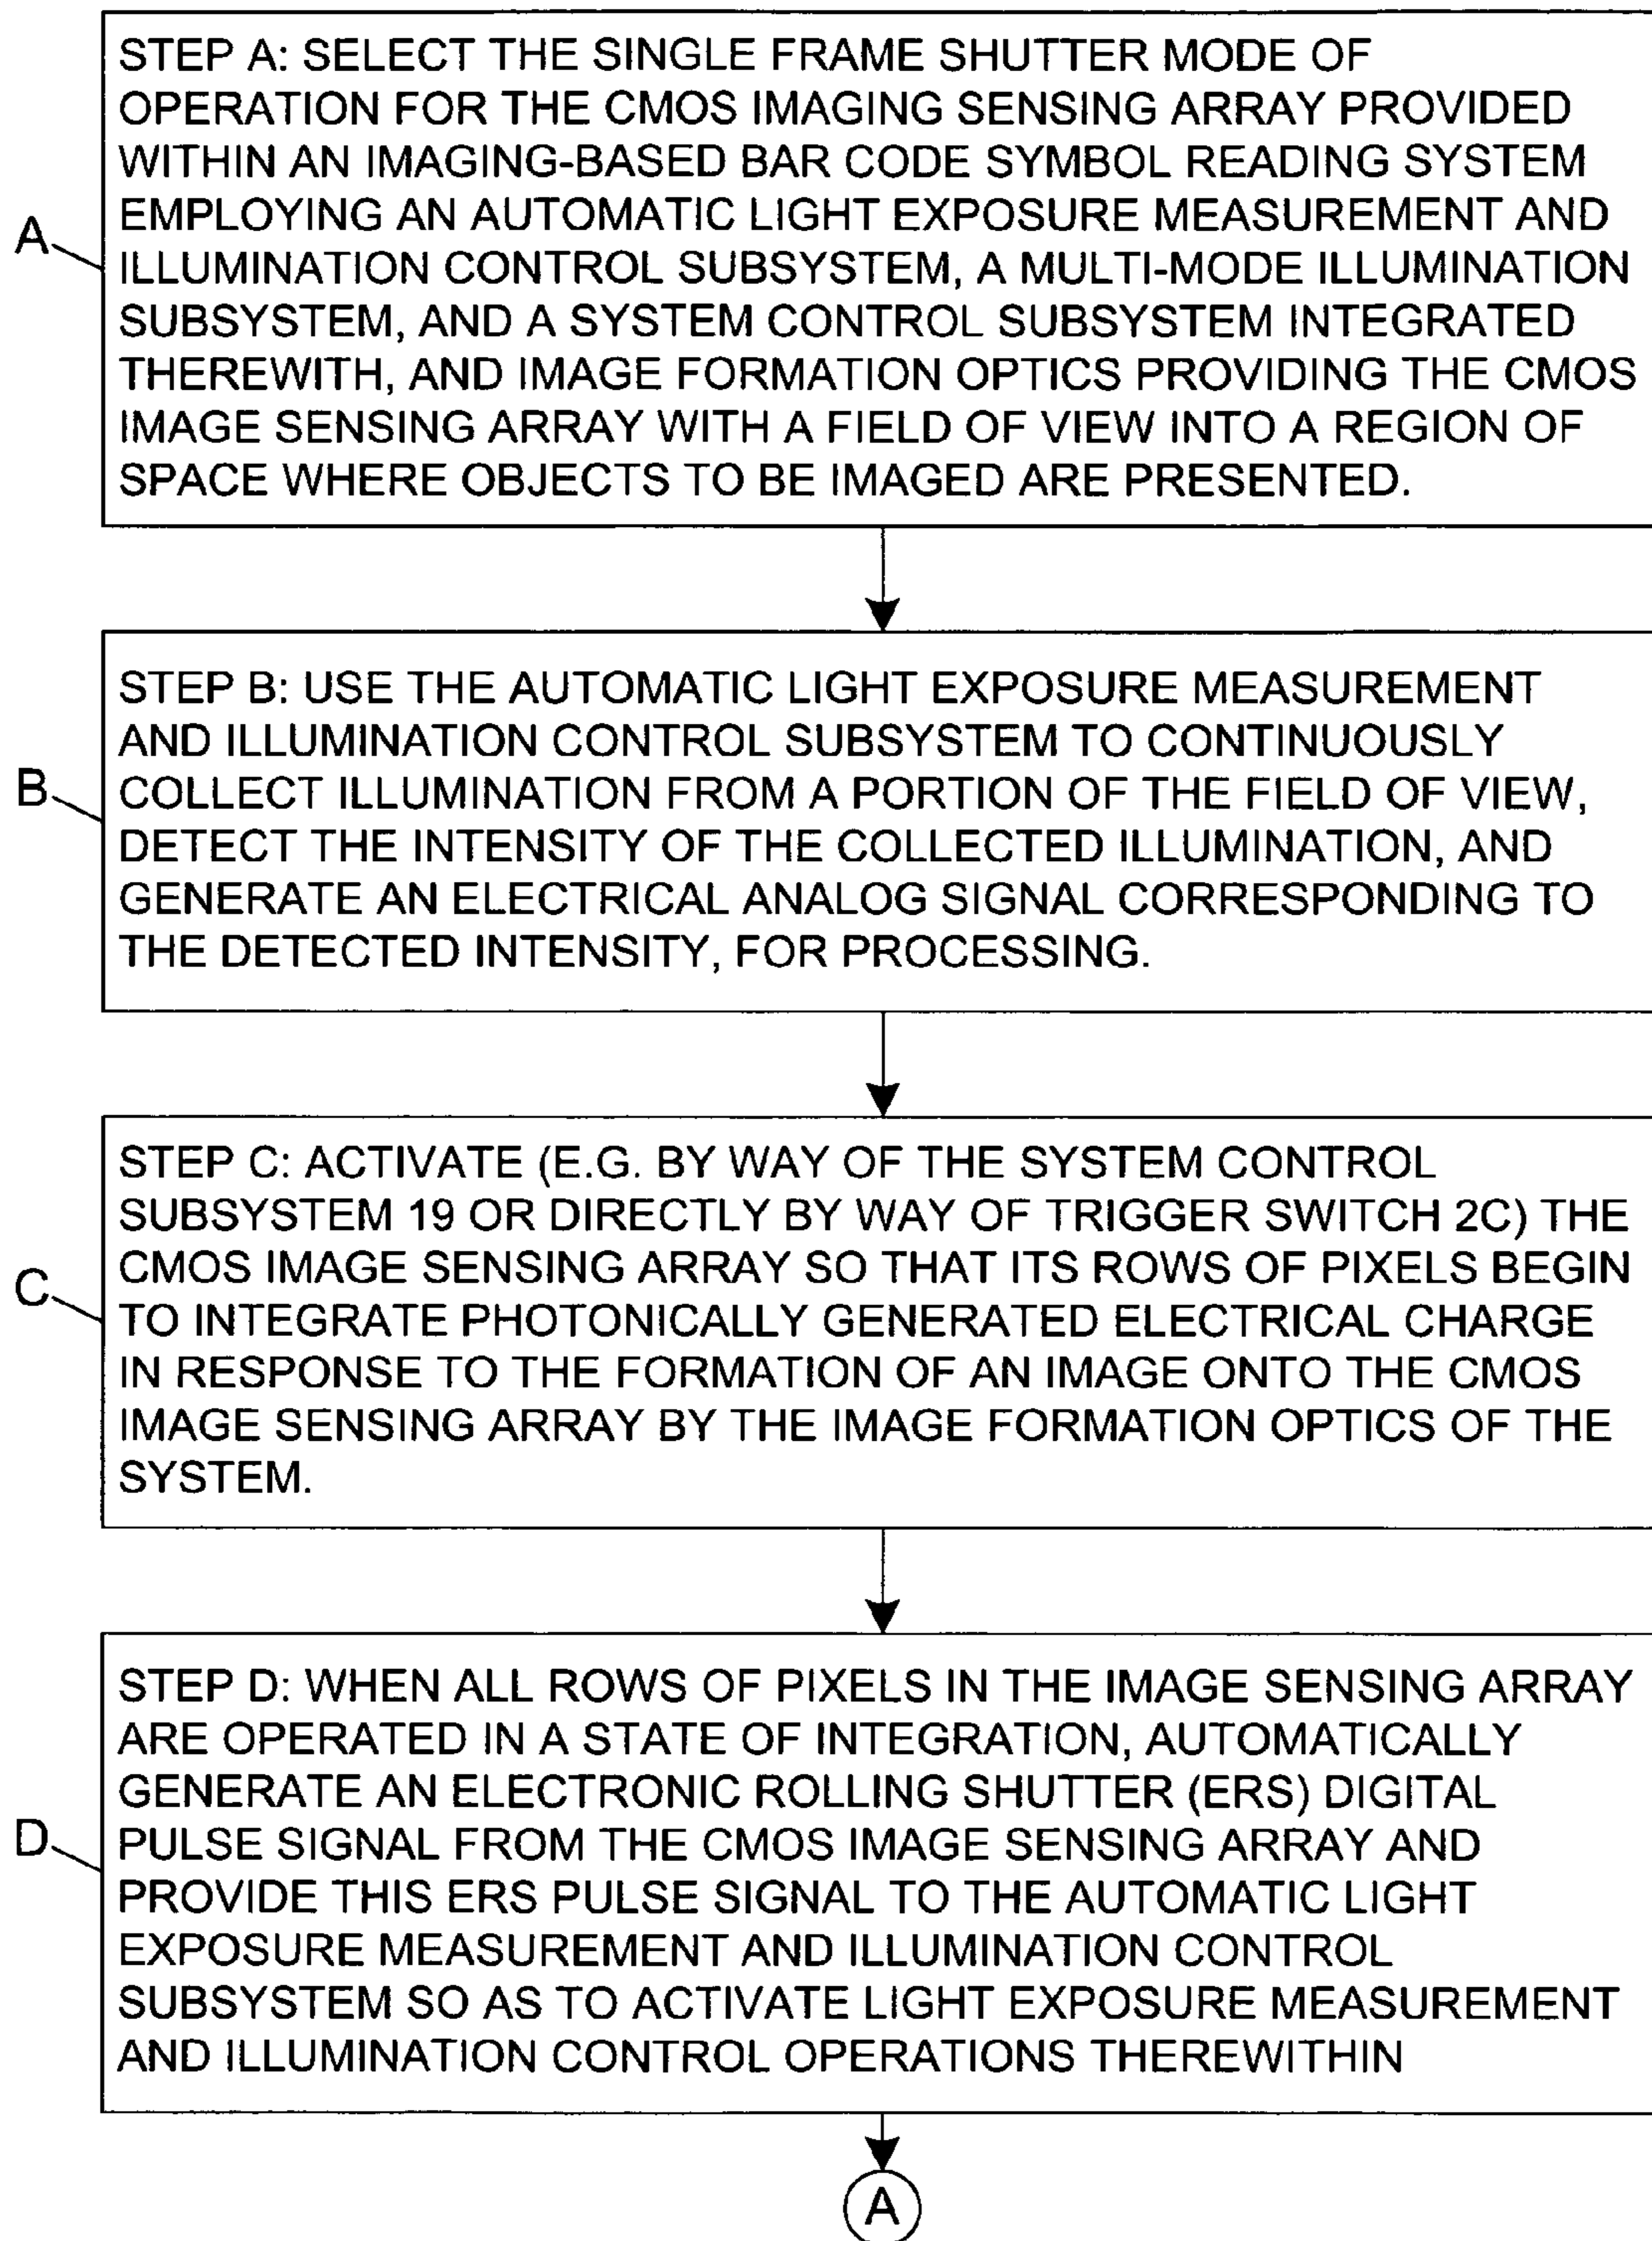 STEP A: SELECT THE SINGLE FRAME SHUTTER MODE OF
OPERATION FOR THE CMOS IMAGING SENSING ARRAY PROVIDED
WITHIN AN IMAGING-BASED BAR CODE SYMBOL READING SYSTEM
EMPLOYING AN AUTOMATIC LIGHT EXPOSURE MEASUREMENT AND
A
ILLUMINATION CONTROL SUBSYSTEM, A MULTI-MODE ILLUMINATION
SUBSYSTEM, AND A SYSTEM CONTROL SUBSYSTEM INTEGRATED
THEREWITH, AND IMAGE FORMATION OPTICS PROVIDING THE CMOS
IMAGE SENSING ARRAY WITH A FIELD OF VIEW INTO A REGION OF
SPACE WHERE OBJECTS TO BE IMAGED ARE PRESENTED.
STEP B: USE THE AUTOMATIC LIGHT EXPOSURE MEASUREMENT
AND ILLUMINATION CONTROL SUBSYSTEM TO CONTINUOUSLY
B
COLLECT ILLUMINATION FROM A PORTION OF THE FIELD OF VIEW,
DETECT THE INTENSITY OF THE COLLECTED ILLUMINATION, AND
GENERATE AN ELECTRICAL ANALOG SIGNAL CORRESPONDING TO
THE DETECTED INTENSITY, FOR PROCESSING.
STEP C: ACTIVATE (E.G. BY WAY OF THE SYSTEM CONTROL
SUBSYSTEM 19 OR DIRECTLY BY WAY OF TRIGGER SWITCH 2C) THE
CMOS IMAGE SENSING ARRAY SO THAT ITS ROWS OF PIXELS BEGIN
C
TO INTEGRATE PHOTONICALLY GENERATED ELECTRICAL CHARGE
IN RESPONSE TO THE FORMATION OF AN IMAGE ONTO THE CMOS
IMAGE SENSING ARRAY BY THE IMAGE FORMATION OPTICS OF THE
SYSTEM.
STEP D: WHEN ALL ROWS OF PIXELS IN THE IMAGE SENSING ARRAY
ARE OPERATED IN A STATE OF INTEGRATION, AUTOMATICALLY
GENERATE AN ELECTRONIC ROLLING SHUTTER (ERS) DIGITAL
D
PULSE SIGNAL FROM THE CMOS IMAGE SENSING ARRAY AND
PROVIDE THIS ERS PULSE SIGNAL TO THE AUTOMATIC LIGHT
EXPOSURE MEASUREMENT AND ILLUMINATION CONTROL
SUBSYSTEM SO AS TO ACTIVATE LIGHT EXPOSURE MEASUREMENT
AND ILLUMINATION CONTROL OPERATIONS THEREWITHIN
A